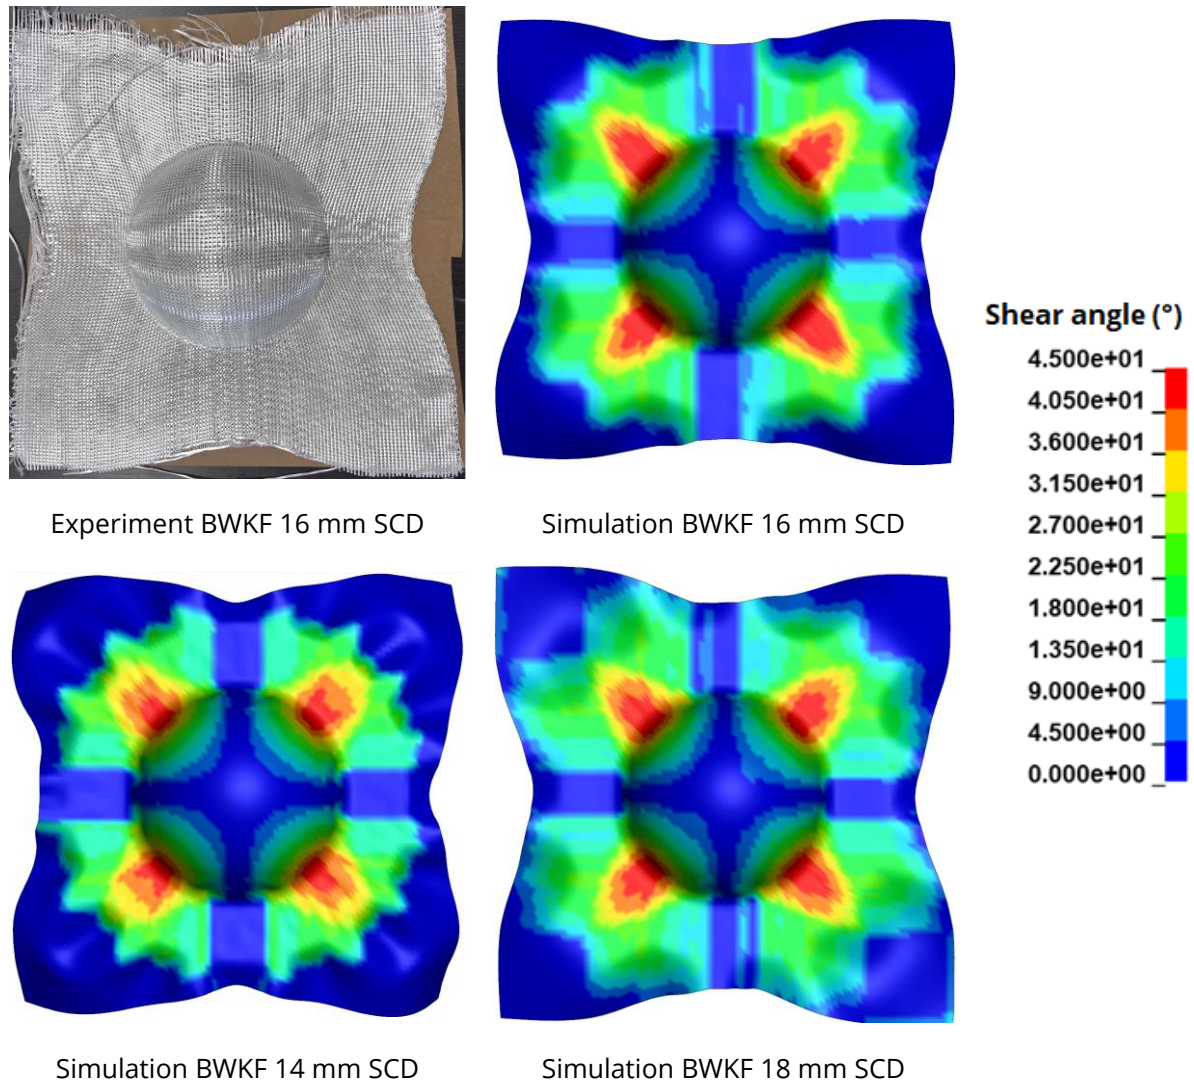 Experiment BWKF 16 mm SCD
Simulation BWKF 16 mm SCD
Shear angle (°)
4.500e+01
4.050e+01
3.600e+01
3.150e+01
2.700e+01
2.250e+01
1.800e+01
1.350e+01
9.000e+00
4.500e+00
0.000e+00
Simulation BWKF 14 mm SCD
Simulation BWKF 18 mm SCD